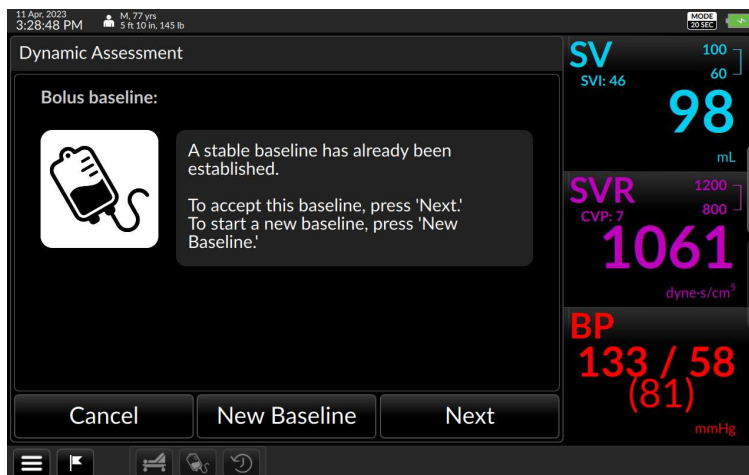 11 Apr, 2023
3:28:48 PM
M, 77 yrs
5 ft 10 in, 145 lb
MODE
20 SEC
Dynamic Assessment
Bolus baseline:
A stable baseline has already been
established.
To accept this baseline, press 'Next.'
To start a new baseline, press 'New
Baseline.'
Cancel
New Baseline
Next
SV
SVI: 46
100
60
98
mL
SVR
CVP: 7
1200
800
1061
dyne·s/cm⁵
BP
133 / 58
(81)
mmHg